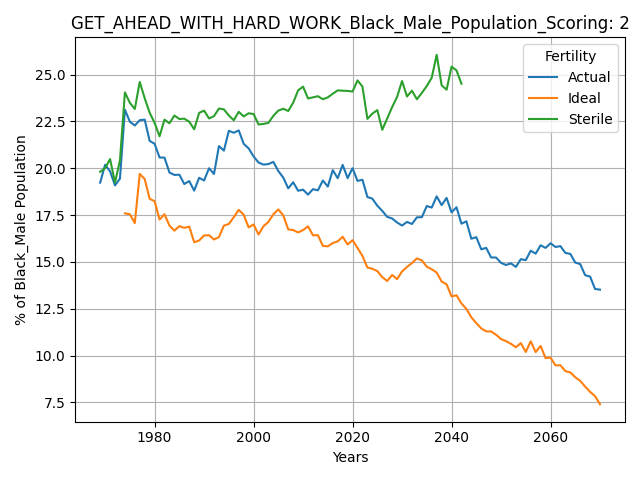 GET_AHEAD_WITH_HARD_WORK_Black_Male_Population_Scoring: 2
Fertility
Actual
Ideal
Sterile
% of Black_Male Population
25.0
22.5
20.0
17.5
15.0
12.5
10.0
7.5
1980
2000
2020
2040
2060
Years